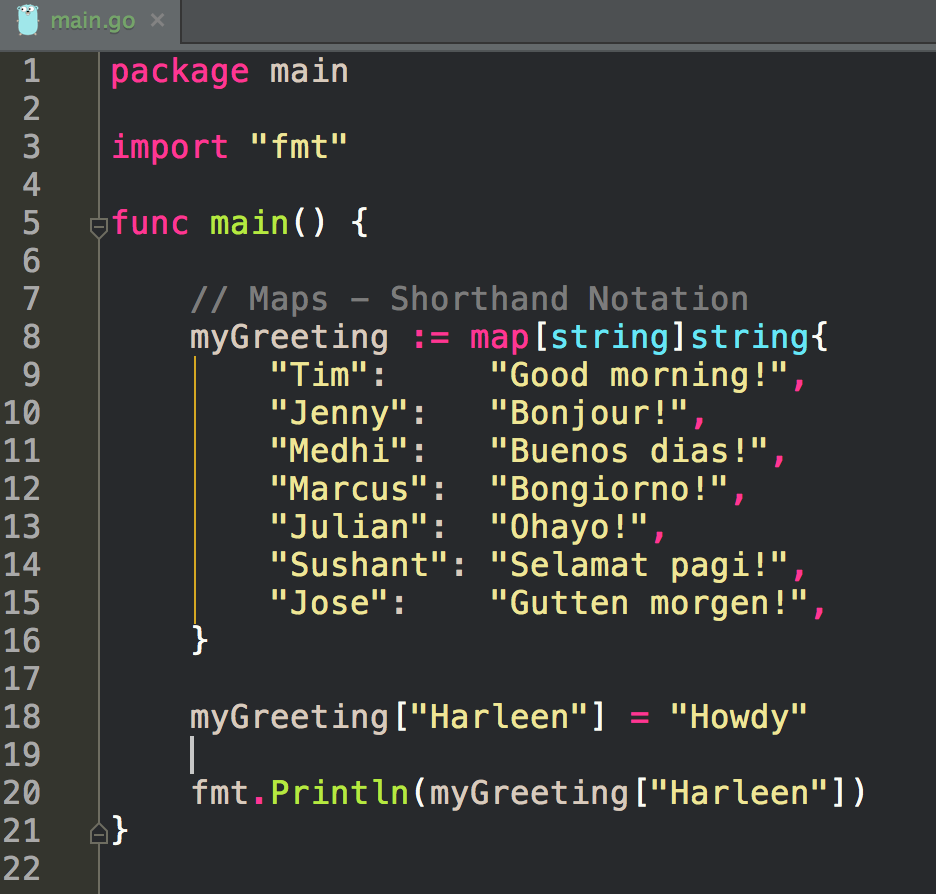 main.go ×
1 package main
2
3 import "fmt"
4
5 func main() {
6
7 // Maps – Shorthand Notation
8 myGreeting := map[string]string{
9 "Tim": "Good morning!",
10 "Jenny": "Bonjour!",
11 "Medhi": "Buenos dias!",
12 "Marcus": "Bongiorno!",
13 "Julian": "Ohayo!",
14 "Sushant": "Selamat pagi!",
15 "Jose": "Gutten morgen!",
16 }
17
18 myGreeting["Harleen"] = "Howdy"
19
20 fmt.Println(myGreeting["Harleen"])
21 }
22